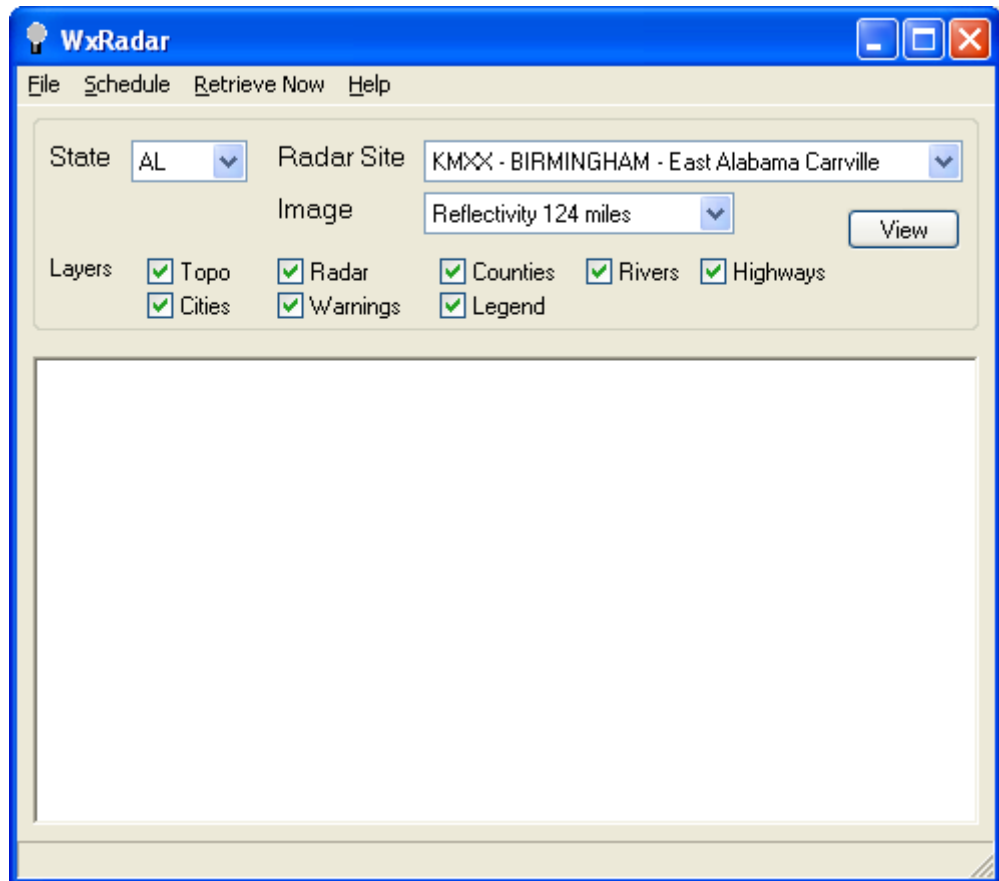 WxRadar
File Schedule Retrieve Now Help
State AL Radar Site KMXX - BIRMINGHAM - East Alabama Carrville
Image Reflectivity 124 miles
View
Layers Topo Radar Counties Rivers Highways
Cities Warnings Legend